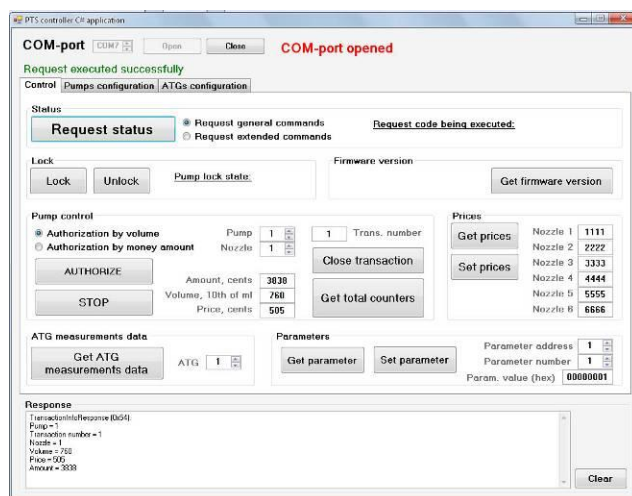 PTS controller C# application
COM-port COM7 Open Close COM-port opened
Request executed successfully
Control Pumps configuration ATGs configuration
Status
Request status
Request general commands
Request extended commands
Request code being executed:
Lock
Lock Unlock Pump lock state:
Firmware version
Get firmware version
Pump control
Authorization by volume
Authorization by money amount
Pump 1
Nozzle 1
1 Trans. number
AUTHORIZE
STOP
Close transaction
Get total counters
Amount, cents 3838
Volume, 10th of ml 760
Price, cents 505
Prices
Get prices
Set prices
Nozzle 1 1111
Nozzle 2 2222
Nozzle 3 3333
Nozzle 4 4444
Nozzle 5 5555
Nozzle 6 6666
ATG measurements data
Get ATG
measurements data
ATG 1
Parameters
Get parameter Set parameter
Parameter address 1
Parameter number 1
Param. value (hex) 00000001
Response
TransactionInfoResponse (0x54):
Pump = 1
Transaction number = 1
Nozzle = 1
Volume = 760
Price = 505
Amount = 3838
Clear